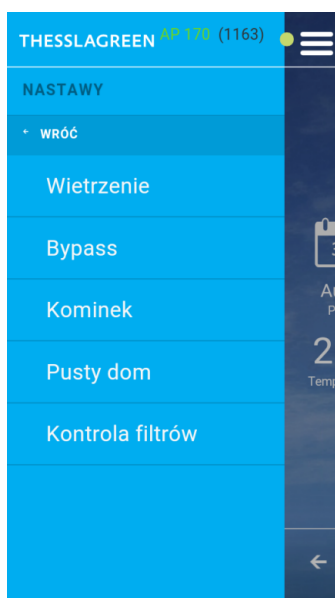 THESSLAGREEN AP 170 (1163)
NASTAWY
← WRÓĆ
Wietrzenie
Bypass
Kominek
Pusty dom
Kontrola filtrów